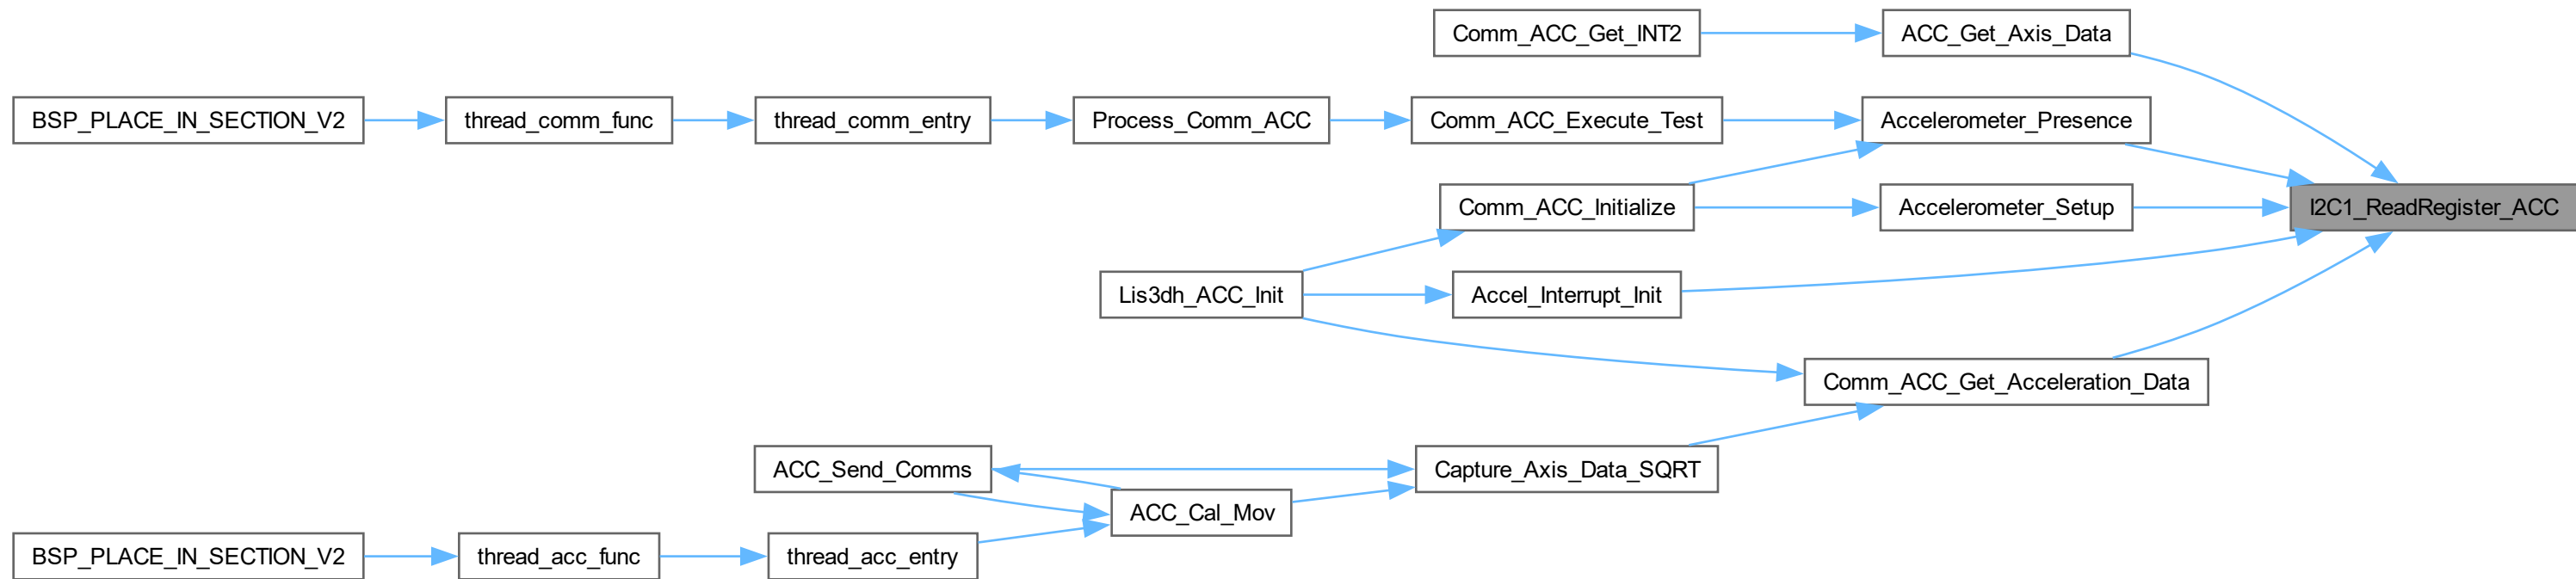 Comm_ACC_Get_INT2
ACC_Get_Axis_Data
BSP_PLACE_IN_SECTION_V2
thread_comm_func
thread_comm_entry
Process_Comm_ACC
Comm_ACC_Execute_Test
Accelerometer_Presence
Comm_ACC_Initialize
Accelerometer_Setup
I2C1_ReadRegister_ACC
Lis3dh_ACC_Init
Accel_Interrupt_Init
Comm_ACC_Get_Acceleration_Data
ACC_Send_Comms
Capture_Axis_Data_SQRT
ACC_Cal_Mov
BSP_PLACE_IN_SECTION_V2
thread_acc_func
thread_acc_entry